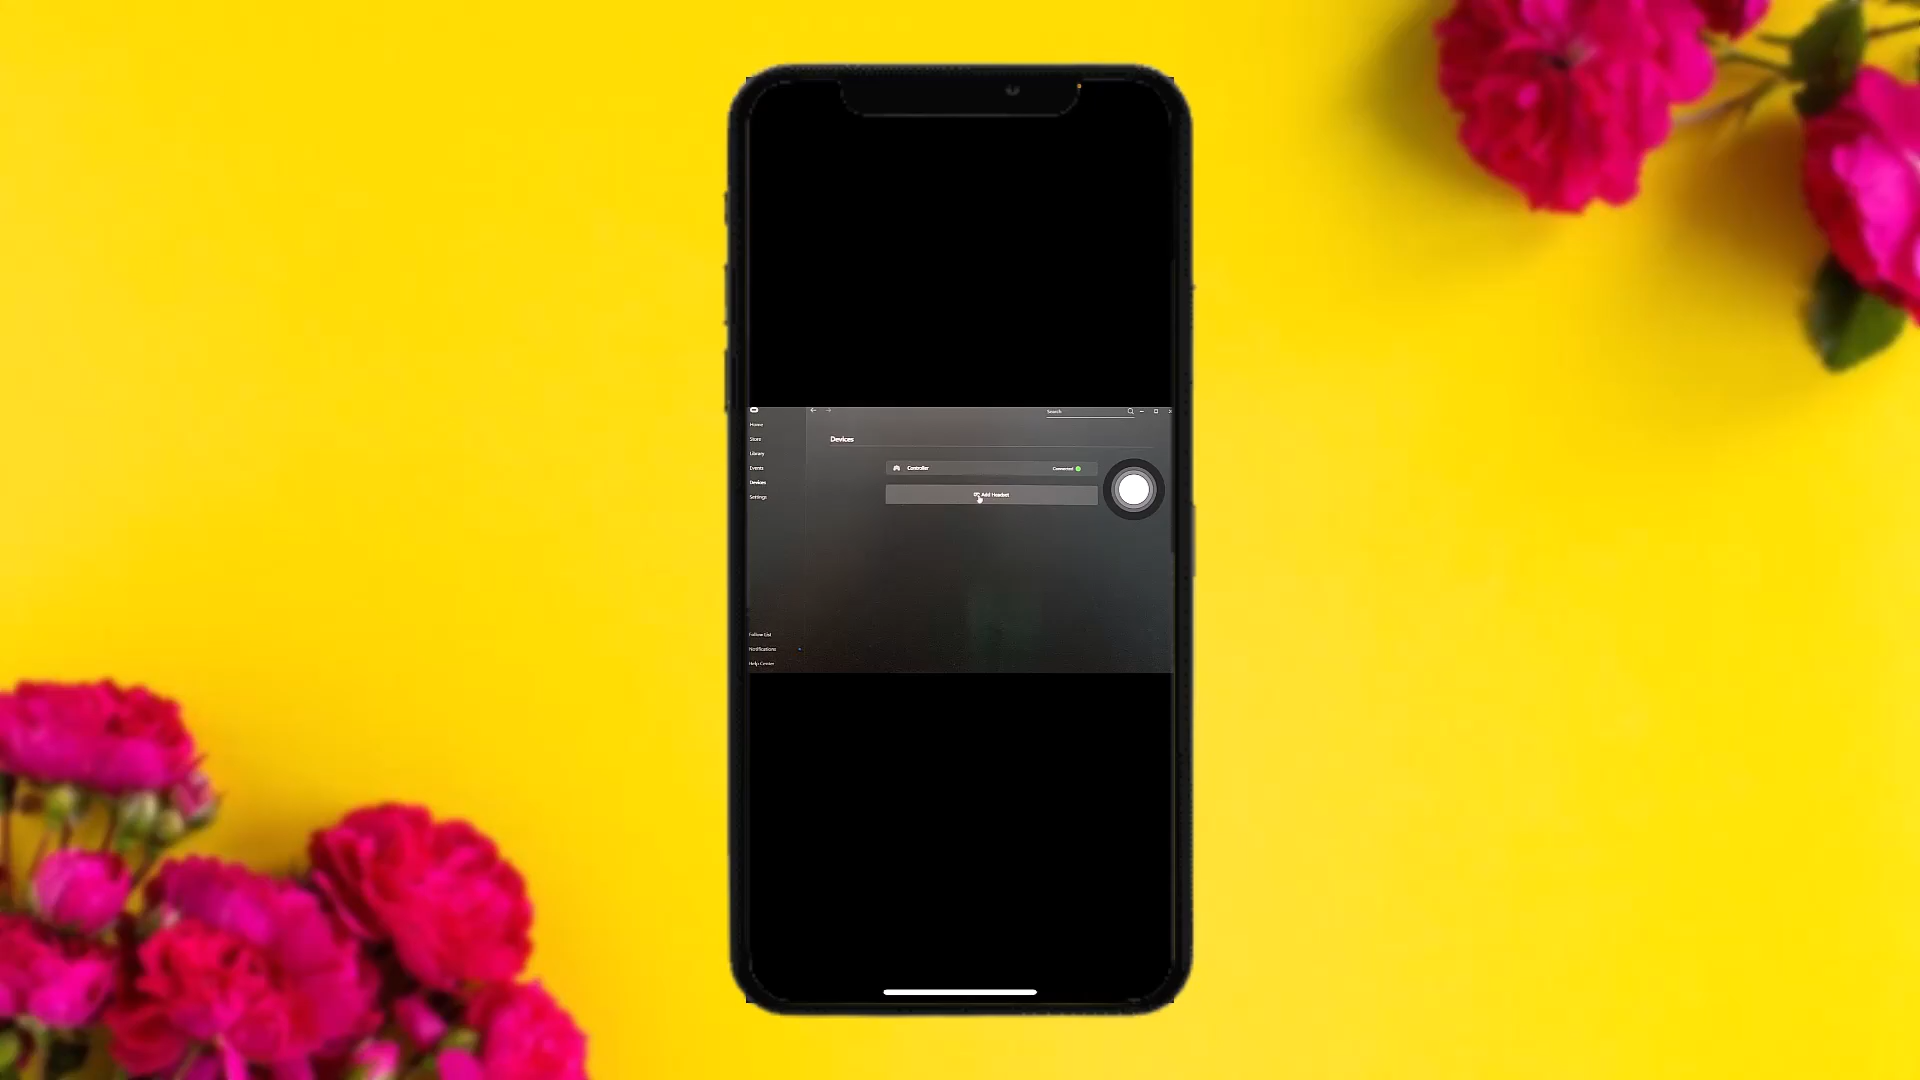 Search
Home
Store
Library
Events
Devices
Settings
Devices
Controller
Connected
Add Headset
Follow List
Notifications
Help Center